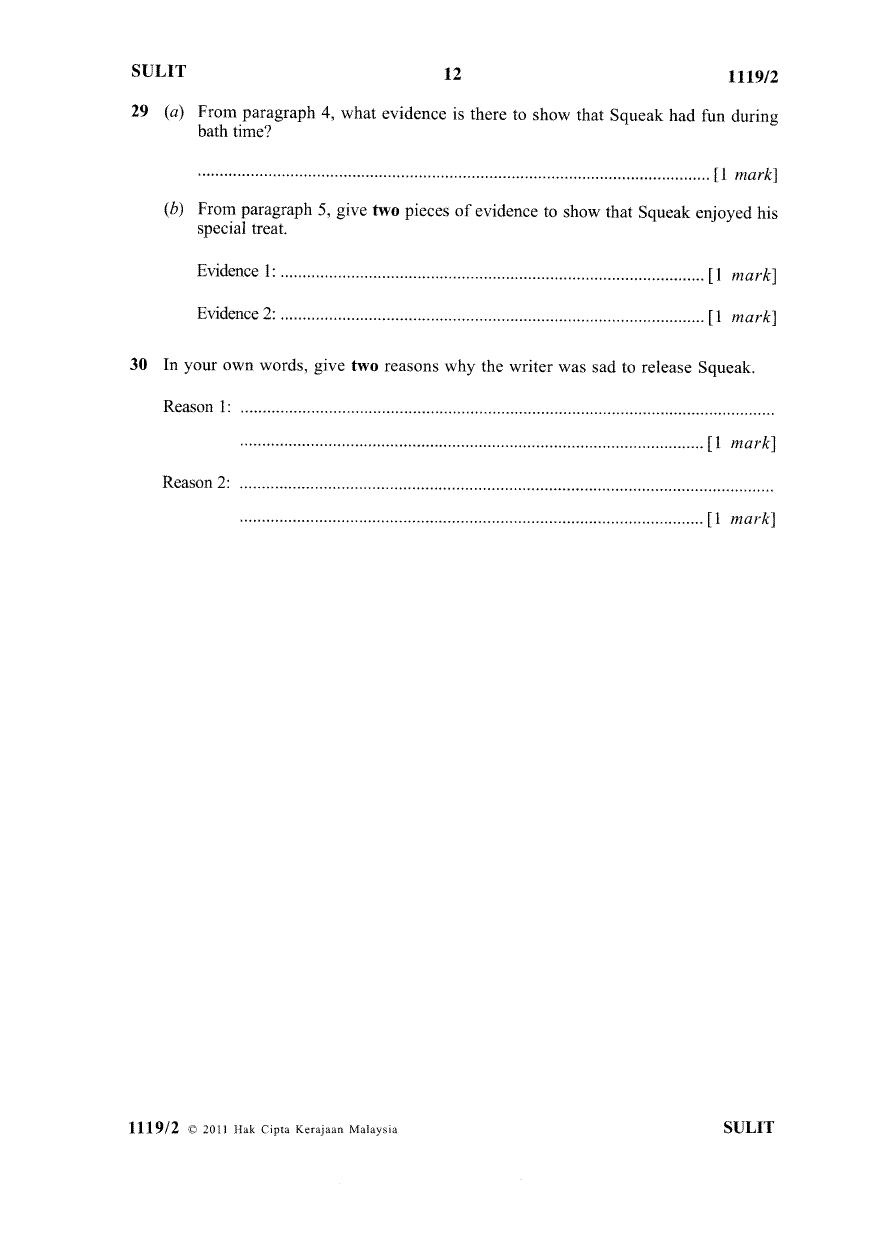 SULIT 12 1119/2
29 (a) From paragraph 4, what evidence is there to show that Squeak had fun during
bath time?
.................................................................................................................... [1 mark]
(b) From paragraph 5, give two pieces of evidence to show that Squeak enjoyed his
special treat.
Evidence 1: ................................................................................................ [1 mark]
Evidence 2: ................................................................................................ [1 mark]
30 In your own words, give two reasons why the writer was sad to release Squeak.
Reason 1: .........................................................................................................................
......................................................................................................... [1 mark]
Reason 2: .........................................................................................................................
......................................................................................................... [1 mark]
1119/2 © 2011 Hak Cipta Kerajaan Malaysia SULIT